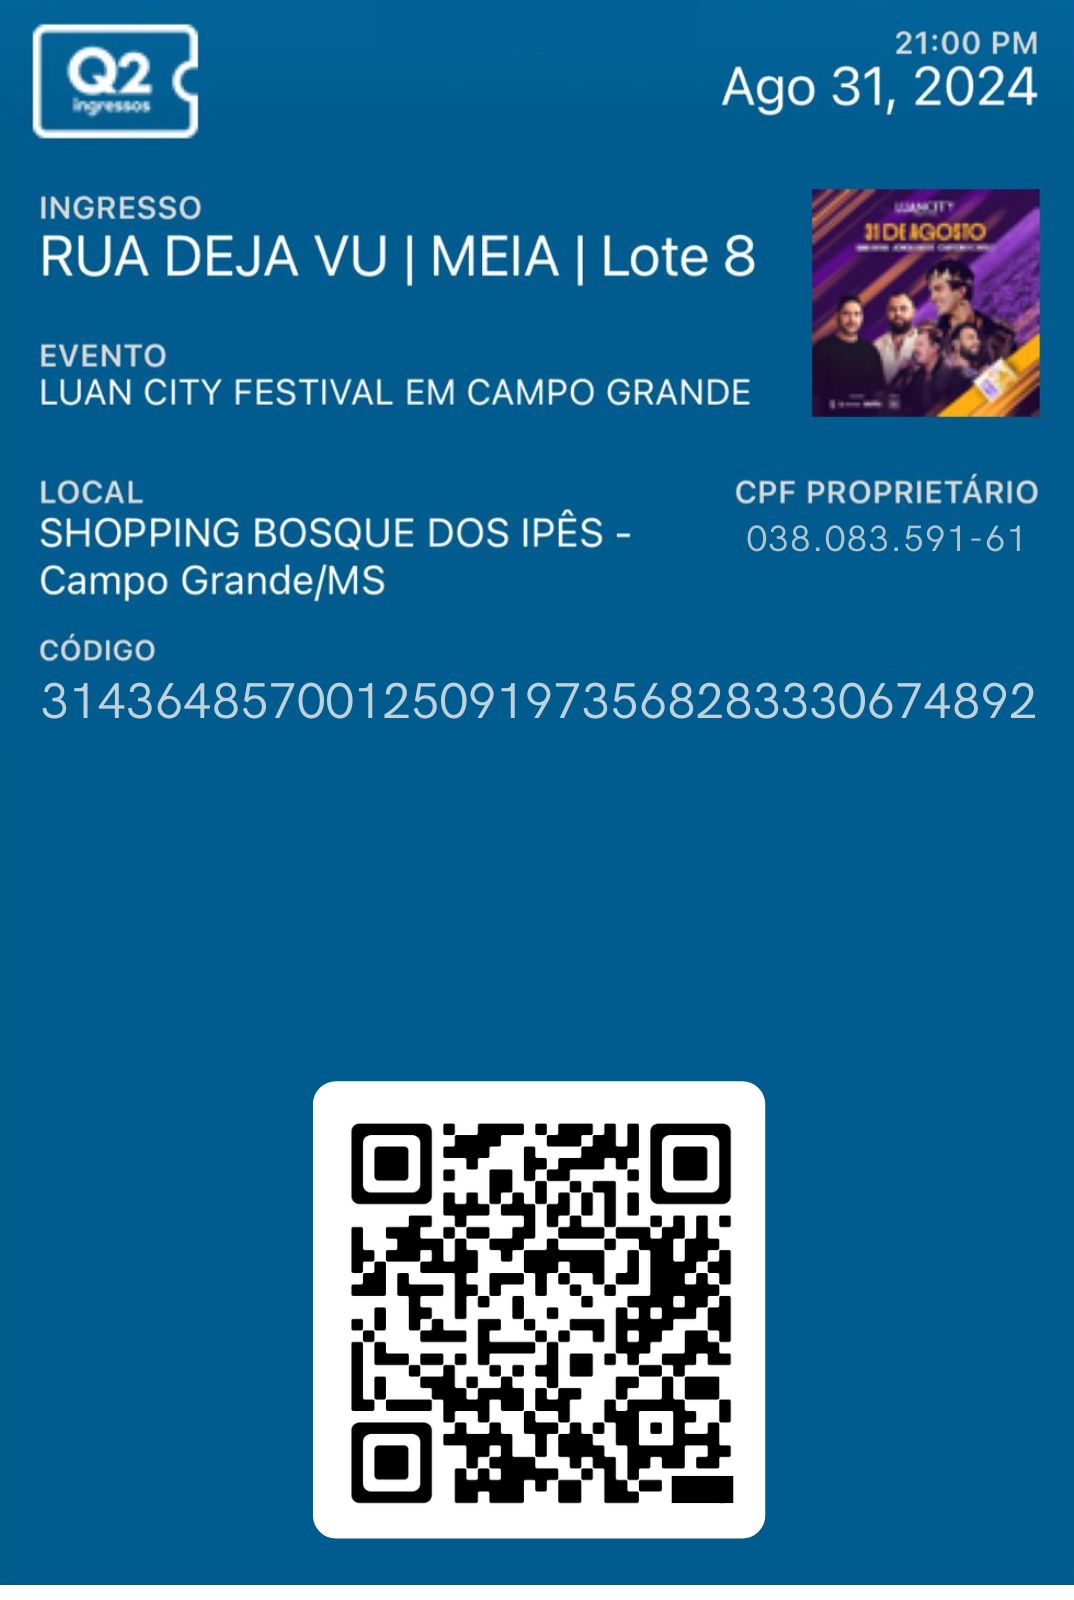 Q2
ingressos
21:00 PM
Ago 31, 2024
INGRESSO
RUA DEJA VU | MEIA | Lote 8
LUANCITY
31 DE AGOSTO
EVENTO
LUAN CITY FESTIVAL EM CAMPO GRANDE
LOCAL
SHOPPING BOSQUE DOS IPÊS -
Campo Grande/MS
CPF PROPRIETÁRIO
038.083.591-61
CÓDIGO
31436485700125091973568283330674892